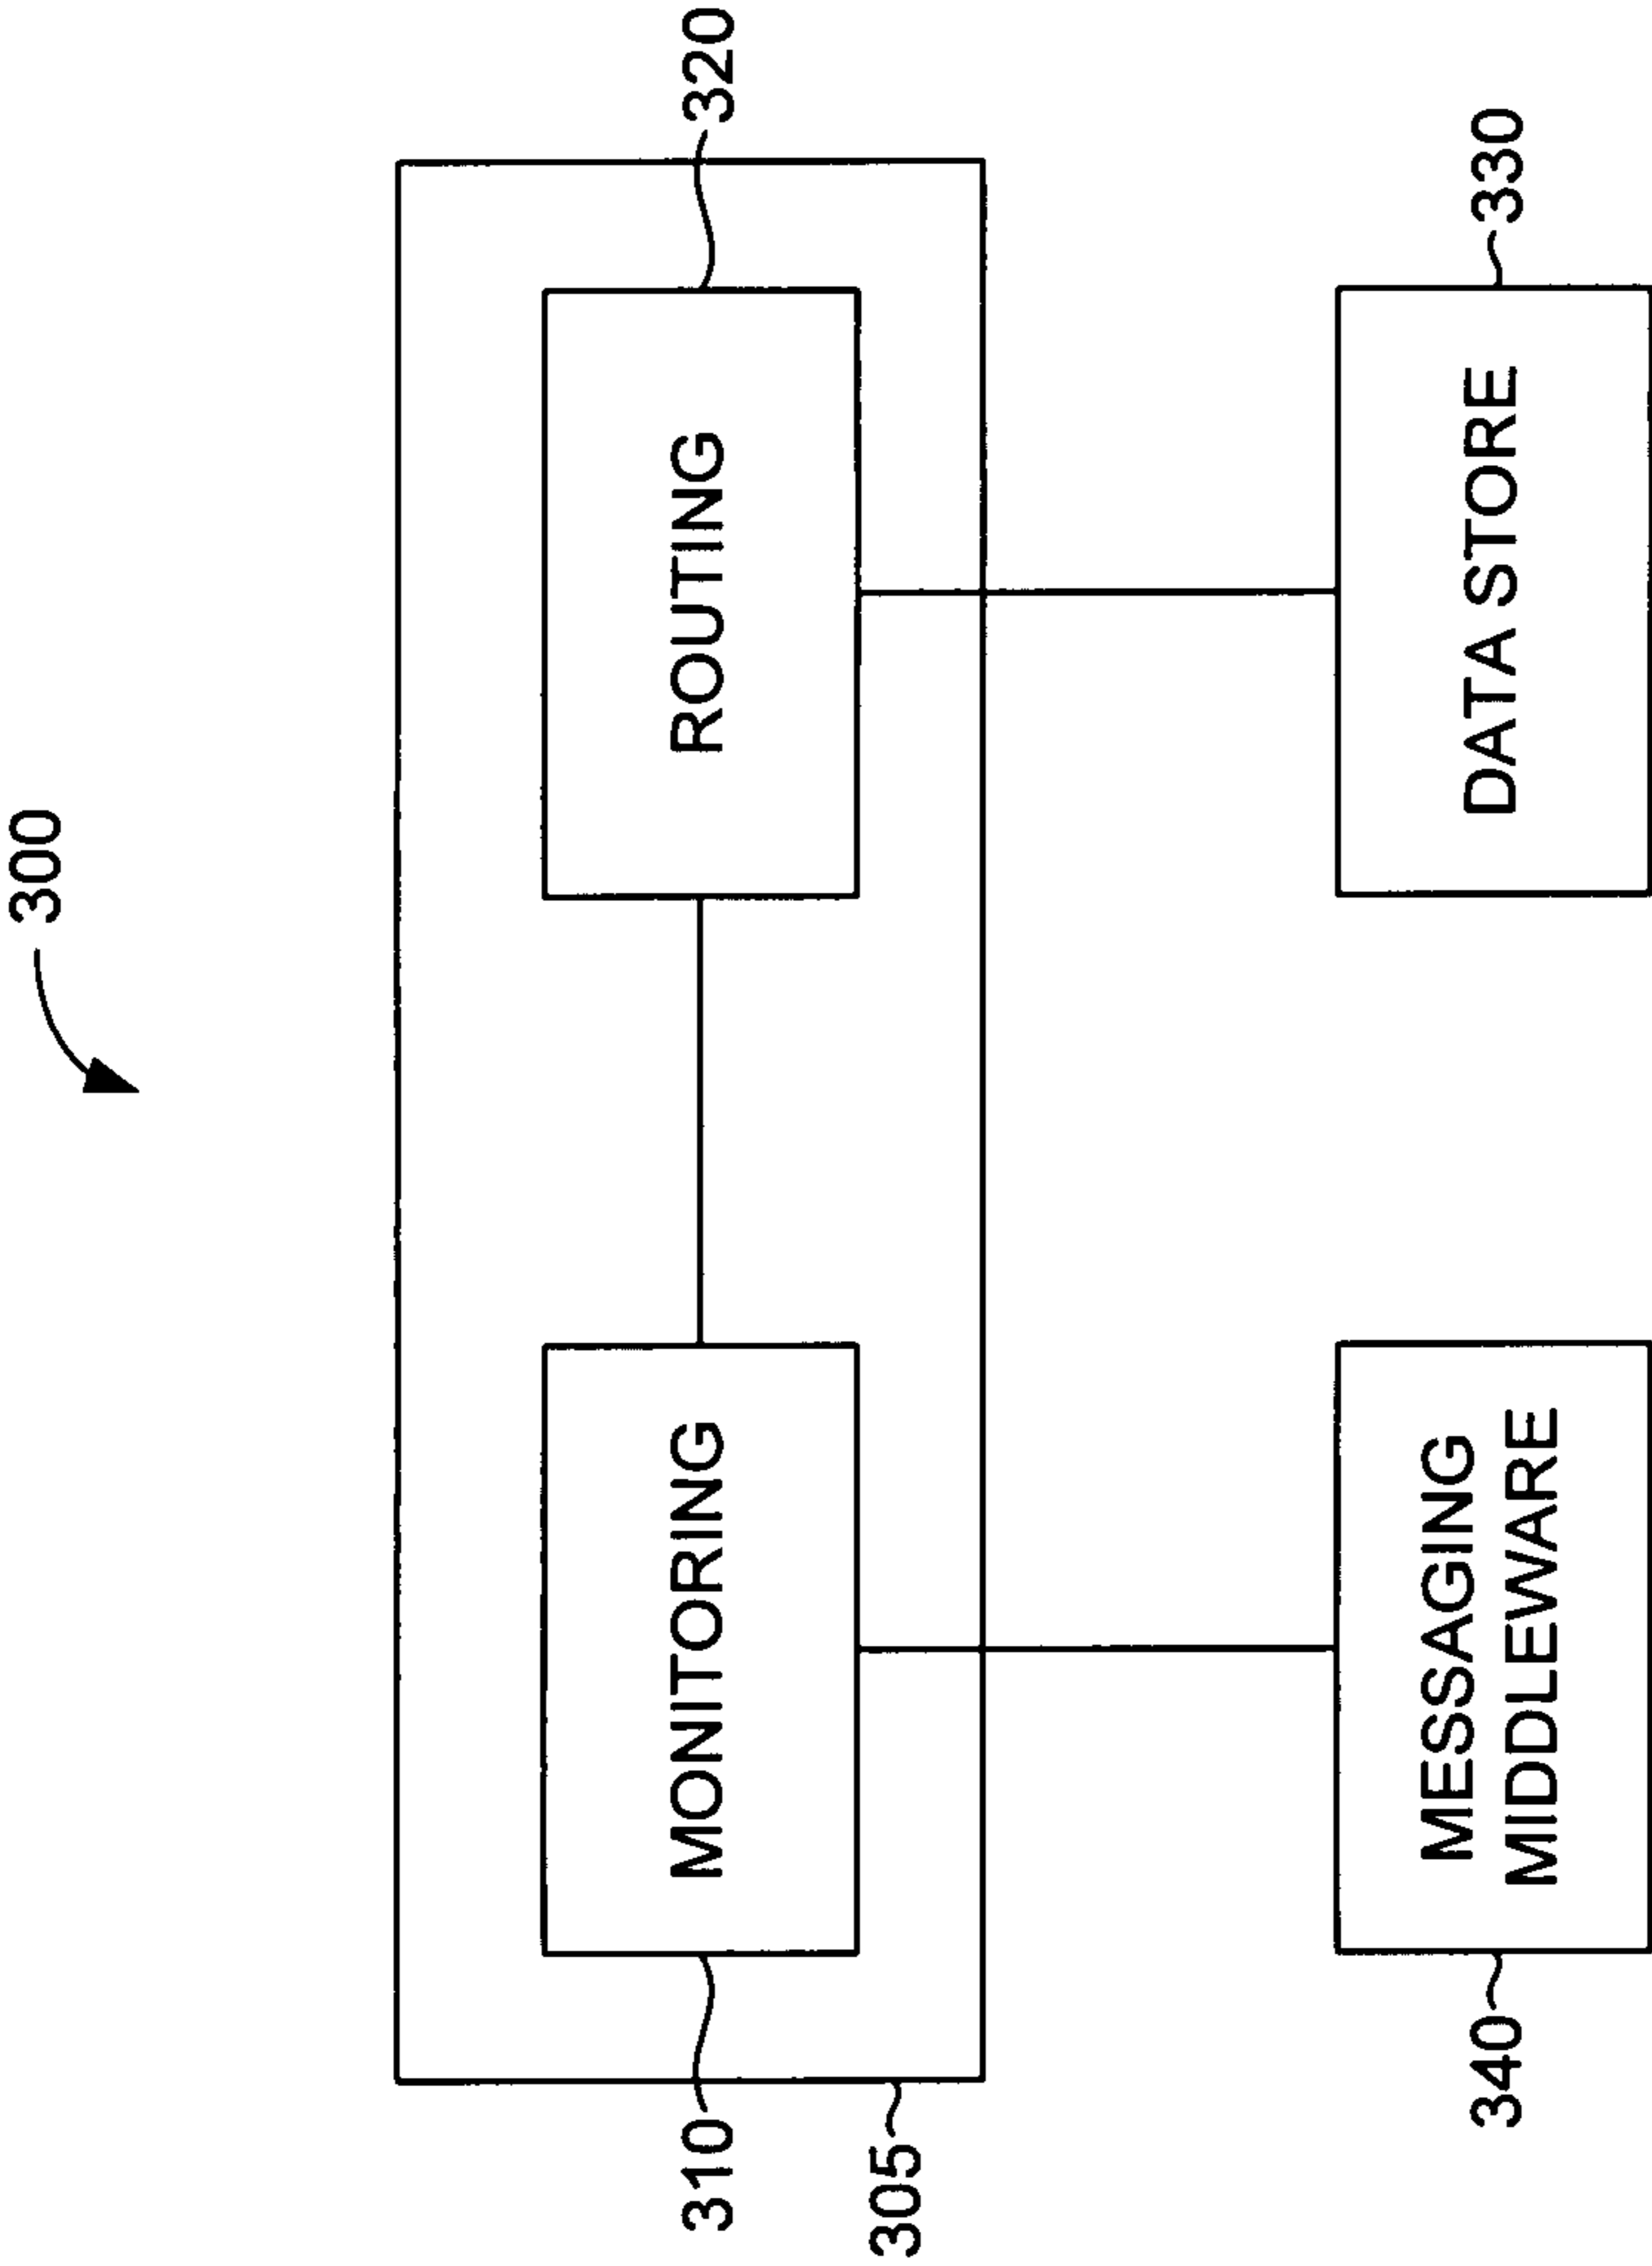 300
310
MONITORING
ROUTING
320
305
340
MESSAGING
MIDDLEWARE
DATA STORE
330